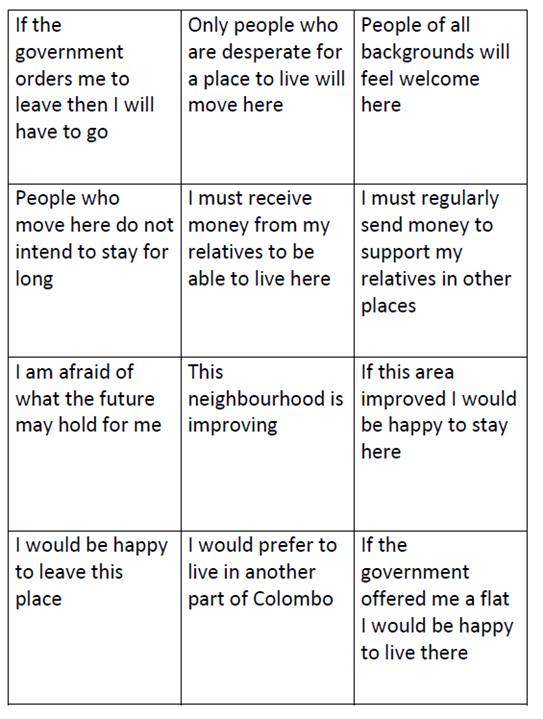 If the
government
orders me to
leave then I will
have to go
Only people who
are desperate for
a place to live will
move here
People of all
backgrounds will
feel welcome
here
People who
move here do not
intend to stay for
long
I must receive
money from my
relatives to be
able to live here
I must regularly
send money to
support my
relatives in other
places
I am afraid of
what the future
may hold for me
This
neighbourhood is
improving
If this area
improved I would
be happy to stay
here
I would be happy
to leave this
place
I would prefer to
live in another
part of Colombo
If the
government
offered me a flat
I would be happy
to live there